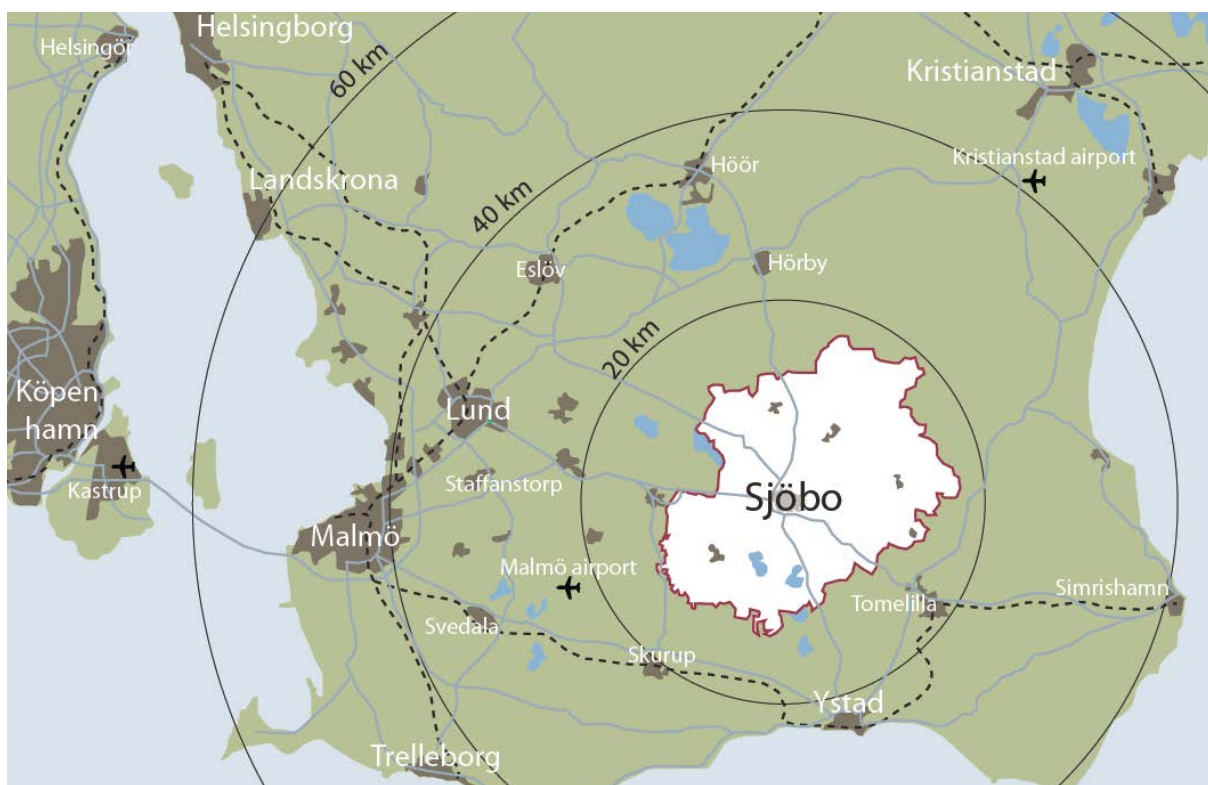 Helsingborg
Helsingör
60 km
Kristianstad
Höör
Kristianstad airport
Landskrona
40 km
Eslöv
Hörby
20 km
Köpen
hamn
Lund
Kastrup
Staffanstorp
Sjöbo
Malmö
Malmö airport
Tomelilla
Simrishamn
Svedala
Skurup
Ystad
Trelleborg